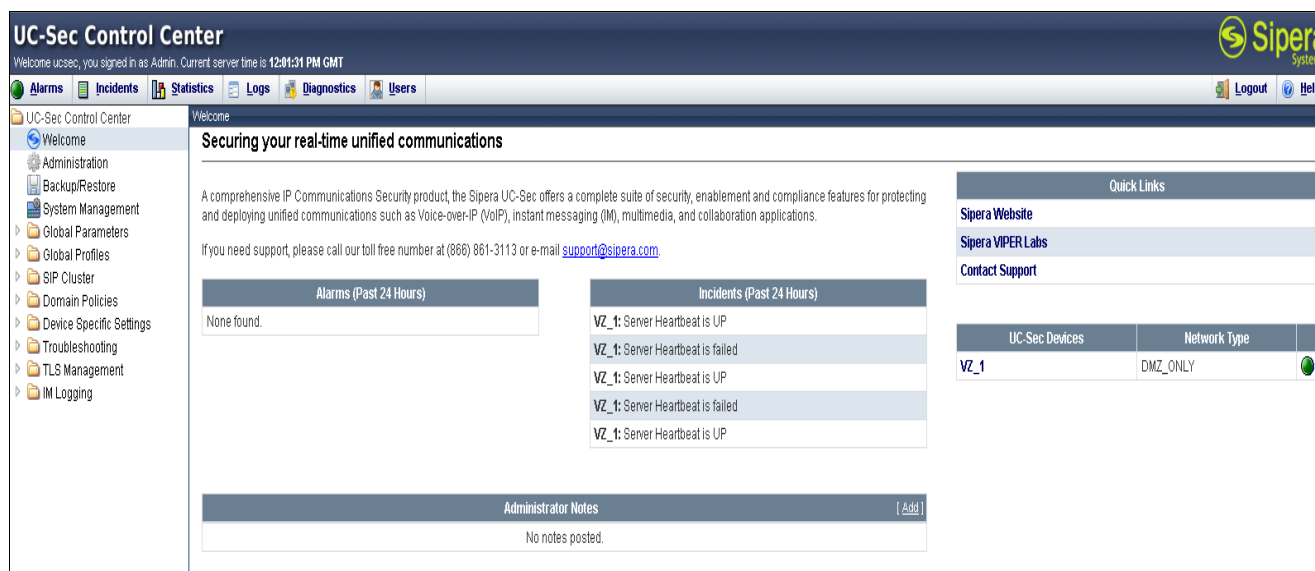 UC-Sec Control Center
Welcome ucsec, you signed in as Admin. Current server time is 12:01:31 PM GMT
Sipera
Systems
Alarms Incidents Statistics Logs Diagnostics Users Logout Help
UC-Sec Control Center
Welcome
Administration
Backup/Restore
System Management
Global Parameters
Global Profiles
SIP Cluster
Domain Policies
Device Specific Settings
Troubleshooting
TLS Management
IM Logging
Welcome
Securing your real-time unified communications
A comprehensive IP Communications Security product, the Sipera UC-Sec offers a complete suite of security, enablement and compliance features for protecting
and deploying unified communications such as Voice-over-IP (VoIP), instant messaging (IM), multimedia, and collaboration applications.
If you need support, please call our toll free number at (866) 861-3113 or e-mail support@sipera.com.
Alarms (Past 24 Hours)
None found.
Incidents (Past 24 Hours)
VZ_1: Server Heartbeat is UP
VZ_1: Server Heartbeat is failed
VZ_1: Server Heartbeat is UP
VZ_1: Server Heartbeat is failed
VZ_1: Server Heartbeat is UP
Administrator Notes [ Add ]
No notes posted.
Quick Links
Sipera Website
Sipera VIPER Labs
Contact Support
UC-Sec Devices Network Type
VZ_1 DMZ_ONLY